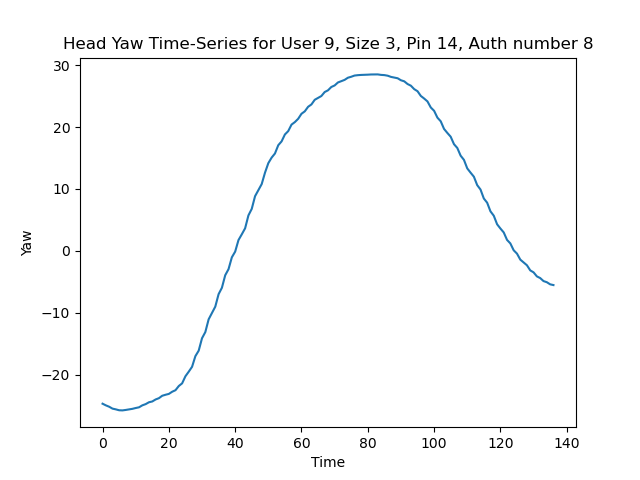 Head Yaw Time-Series for User 9, Size 3, Pin 14, Auth number 8
30
20
10
0
−10
−20
Yaw
0 20 40 60 80 100 120 140
Time